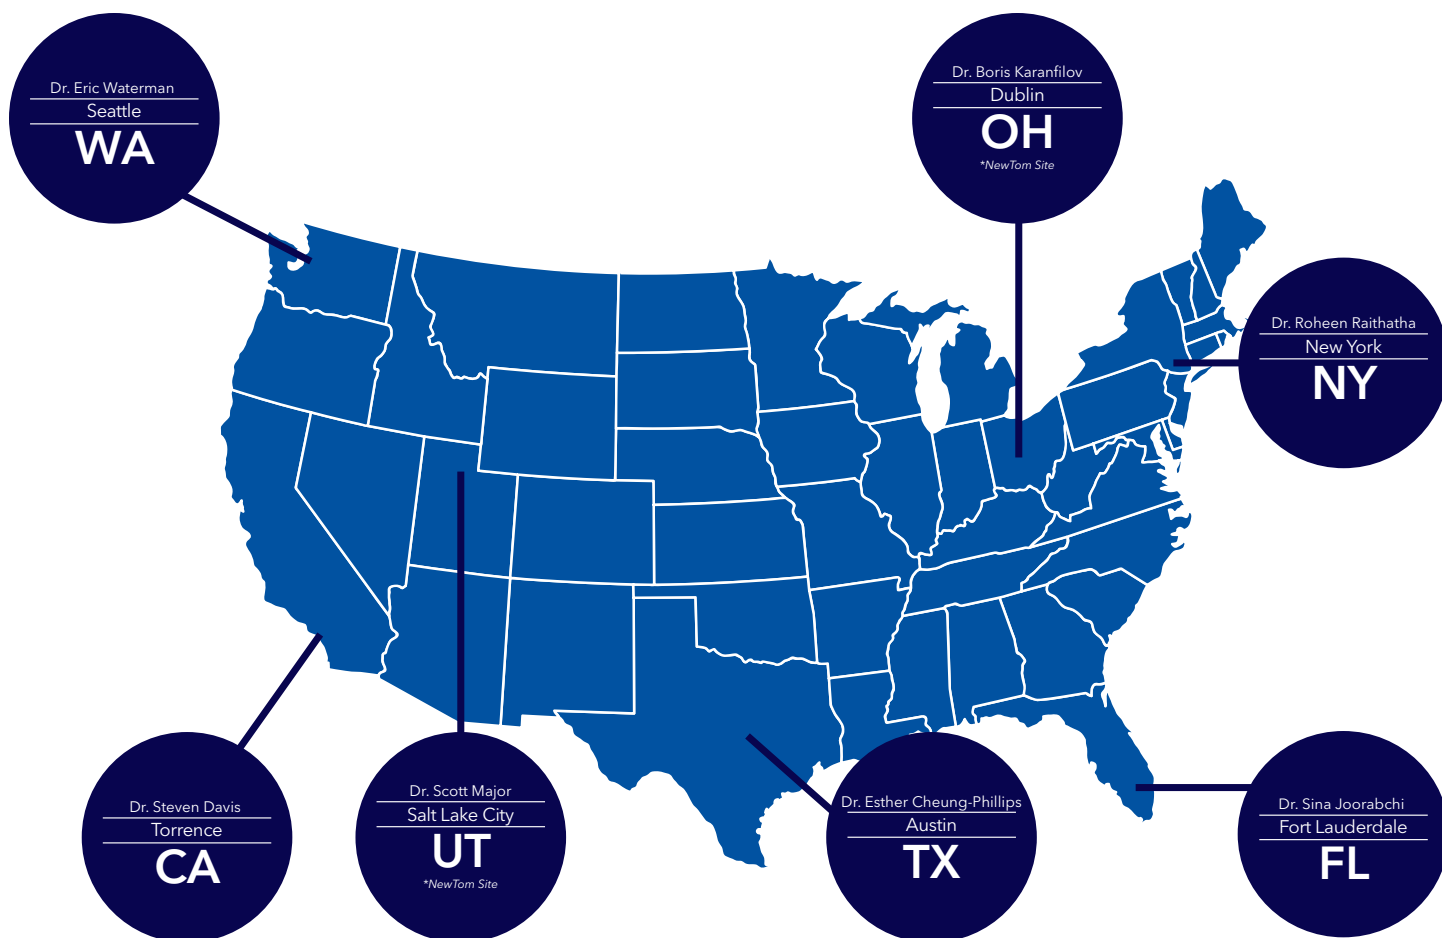 Dr. Eric Waterman
Seattle
WA
Dr. Boris Karanfilov
Dublin
OH
*NewTom Site
Dr. Roheen Raithatha
New York
NY
Dr. Steven Davis
Torrence
CA
Dr. Scott Major
Salt Lake City
UT
*NewTom Site
Dr. Esther Cheung-Phillips
Austin
TX
Dr. Sina Joorabchi
Fort Lauderdale
FL